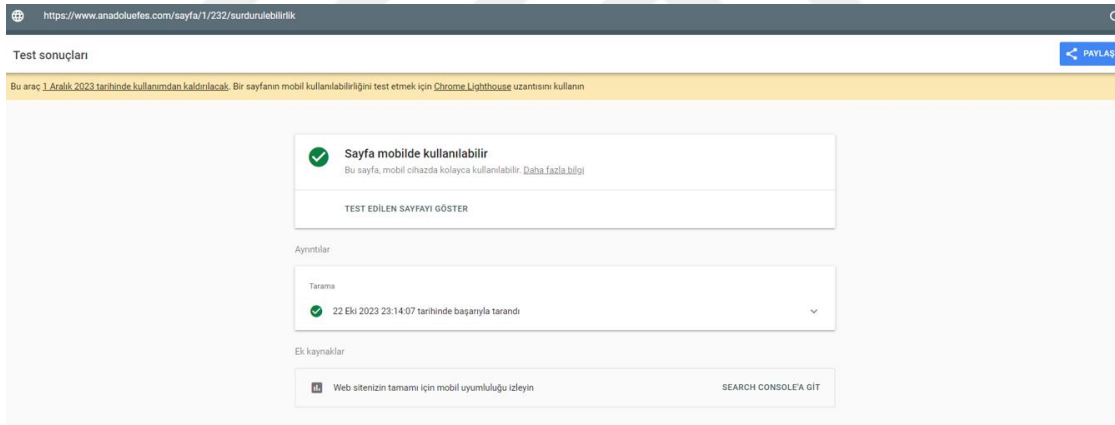 https://www.anadoluefes.com/sayfa/1/232/surdurulebilirlik
Test sonuçları
PAYLAŞ
Bu araç 1 Aralık 2023 tarihinde kullanımdan kaldırılacak. Bir sayfanın mobil kullanılabilirliğini test etmek için Chrome Lighthouse uzantısını kullanın
Sayfa mobilde kullanılabilir
Bu sayfa, mobil cihazda kolayca kullanılabilir. Daha fazla bilgi
TEST EDİLEN SAYFAYI GÖSTER
Ayrıntılar
Tarama
22 Eki 2023 23:14:07 tarihinde başarıyla tarandı
Ek kaynaklar
Web sitenizin tamamı için mobil uyumluluğu izleyin SEARCH CONSOLE'A GİT